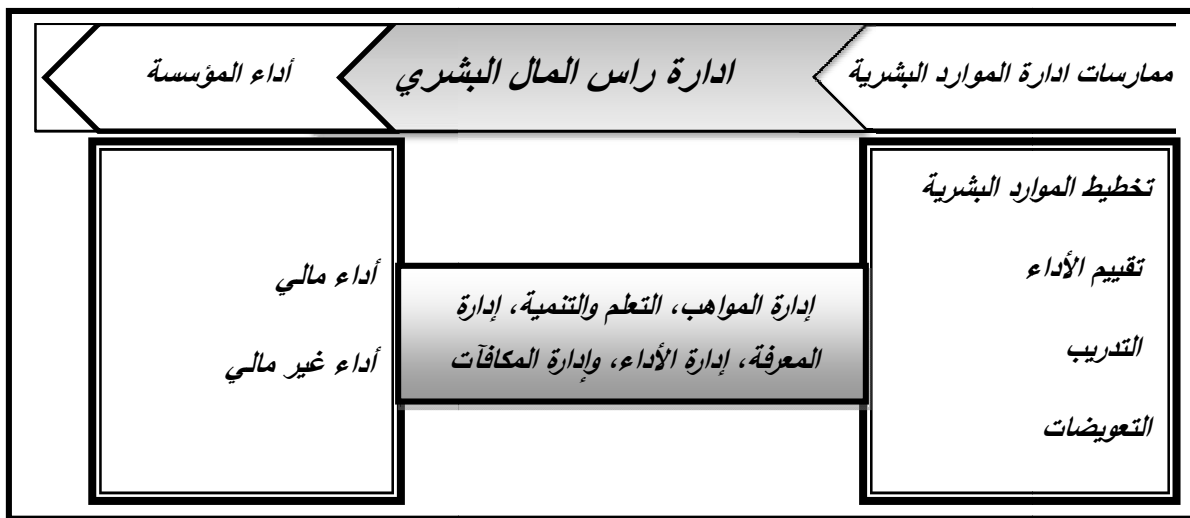 ممارسات ادارة الموارد البشرية
ادارة راس المال البشري
أداء المؤسسة
تخطيط الموارد البشرية
تقييم الأداء
التدريب
التعويضات
إدارة المواهب، التعلم والتنمية، إدارة
المعرفة، إدارة الأداء، وإدارة المكافآت
أداء مالي
أداء غير مالي